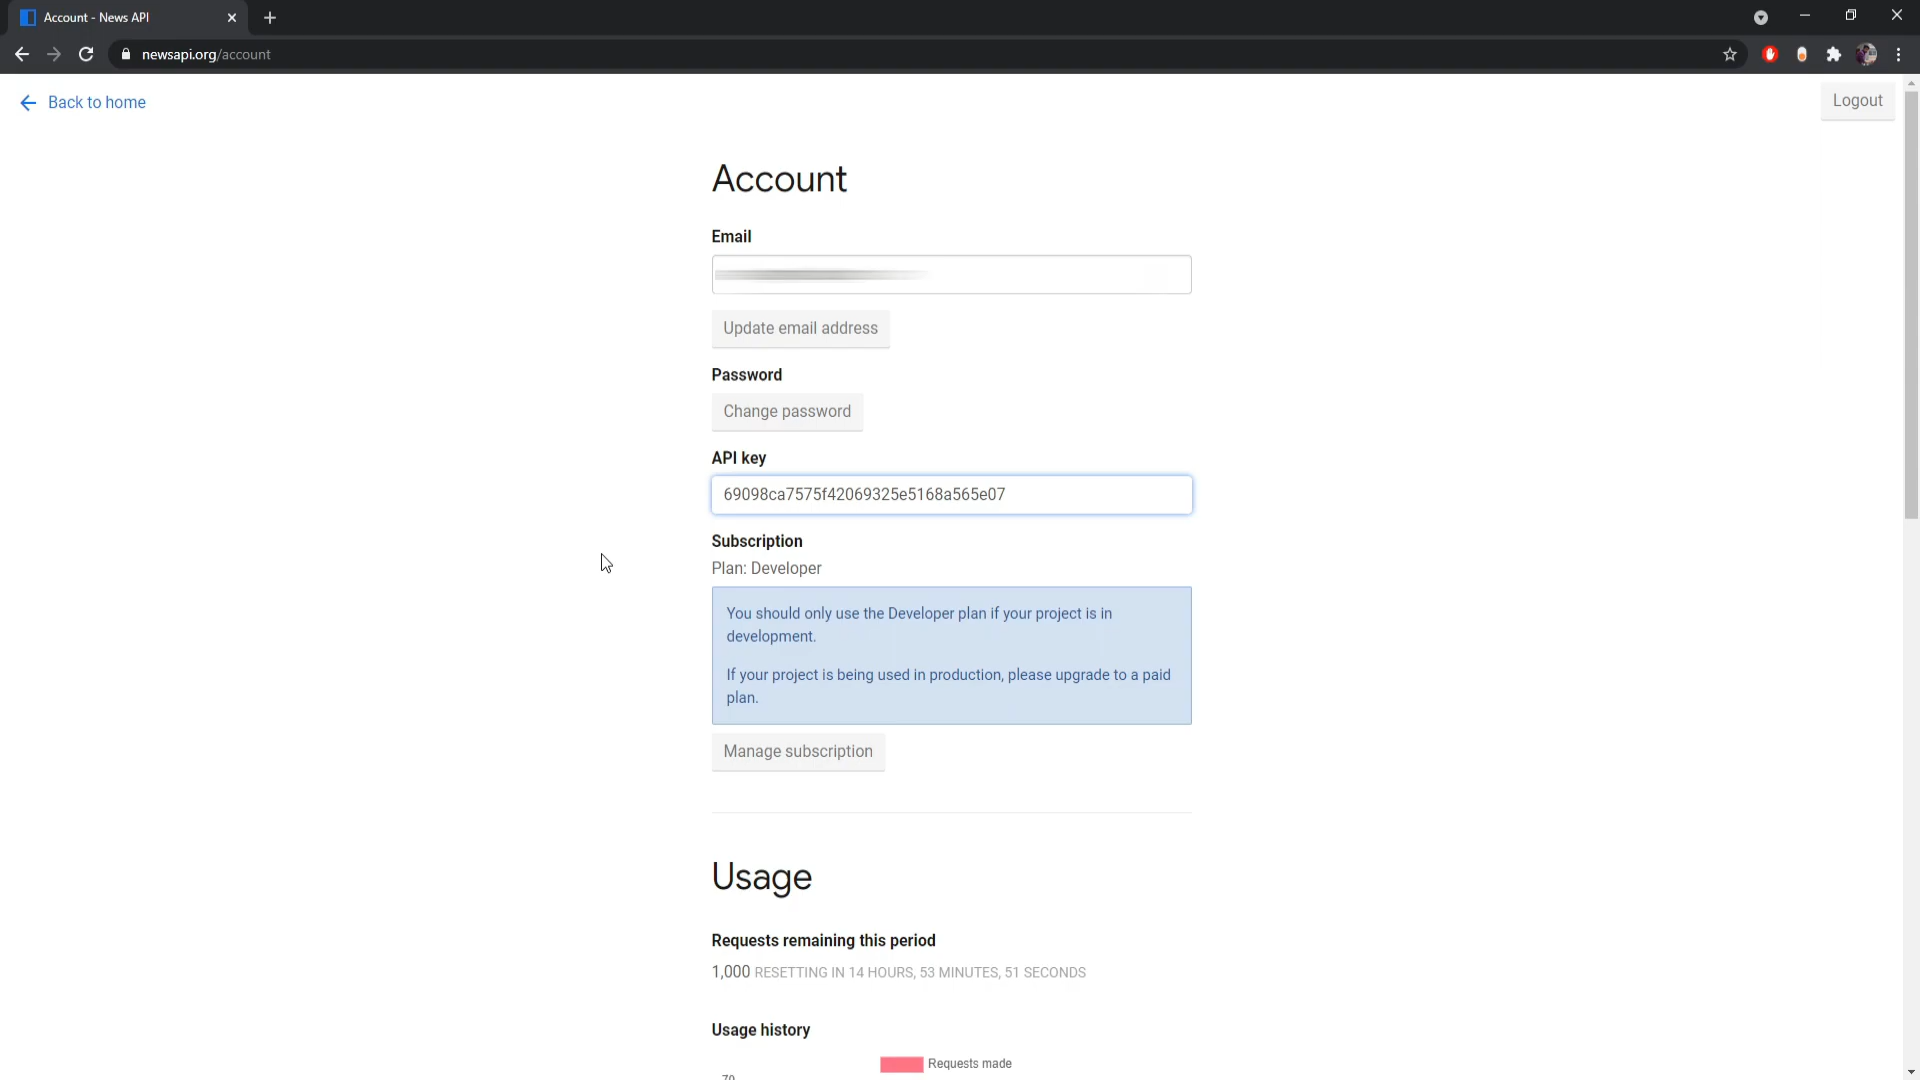 Account - News API
newsapi.org/account
Back to home
Logout
Account
Email
Update email address
Password
Change password
API key
69098ca7575f42069325e5168a565e07
Subscription
Plan: Developer
You should only use the Developer plan if your project is in
development.
If your project is being used in production, please upgrade to a paid
plan.
Manage subscription
Usage
Requests remaining this period
1,000 RESETTING IN 14 HOURS, 53 MINUTES, 51 SECONDS
Usage history
Requests made
70